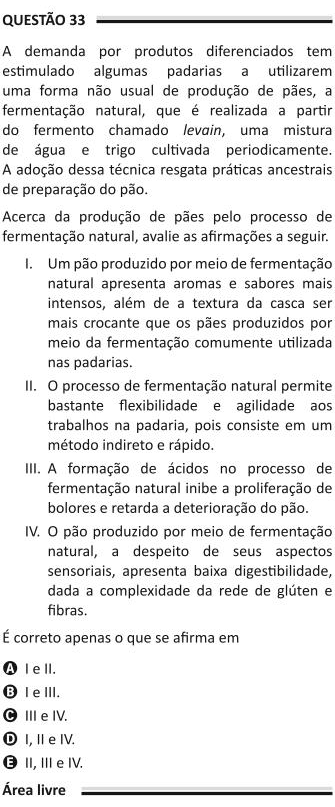 QUESTÃO 33
A demanda por produtos diferenciados tem
estimulado algumas padarias a utilizarem
uma forma não usual de produção de pães, a
fermentação natural, que é realizada a partir
do fermento chamado levain, uma mistura
de água e trigo cultivada periodicamente.
A adoção dessa técnica resgata práticas ancestrais
de preparação do pão.
Acerca da produção de pães pelo processo de
fermentação natural, avalie as afirmações a seguir.
I. Um pão produzido por meio de fermentação
natural apresenta aromas e sabores mais
intensos, além de a textura da casca ser
mais crocante que os pães produzidos por
meio da fermentação comumente utilizada
nas padarias.
II. O processo de fermentação natural permite
bastante flexibilidade e agilidade aos
trabalhos na padaria, pois consiste em um
método indireto e rápido.
III. A formação de ácidos no processo de
fermentação natural inibe a proliferação de
bolores e retarda a deterioração do pão.
IV. O pão produzido por meio de fermentação
natural, a despeito de seus aspectos
sensoriais, apresenta baixa digestibilidade,
dada a complexidade da rede de glúten e
fibras.
É correto apenas o que se afirma em
A I e II.
B I e III.
C III e IV.
D I, II e IV.
E II, III e IV.
Área livre